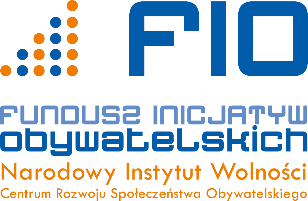 FIO
FUNDUSZ INICJATYW
obywatelskich
Narodowy Instytut Wolności
Centrum Rozwoju Społeczeństwa Obywatelskiego